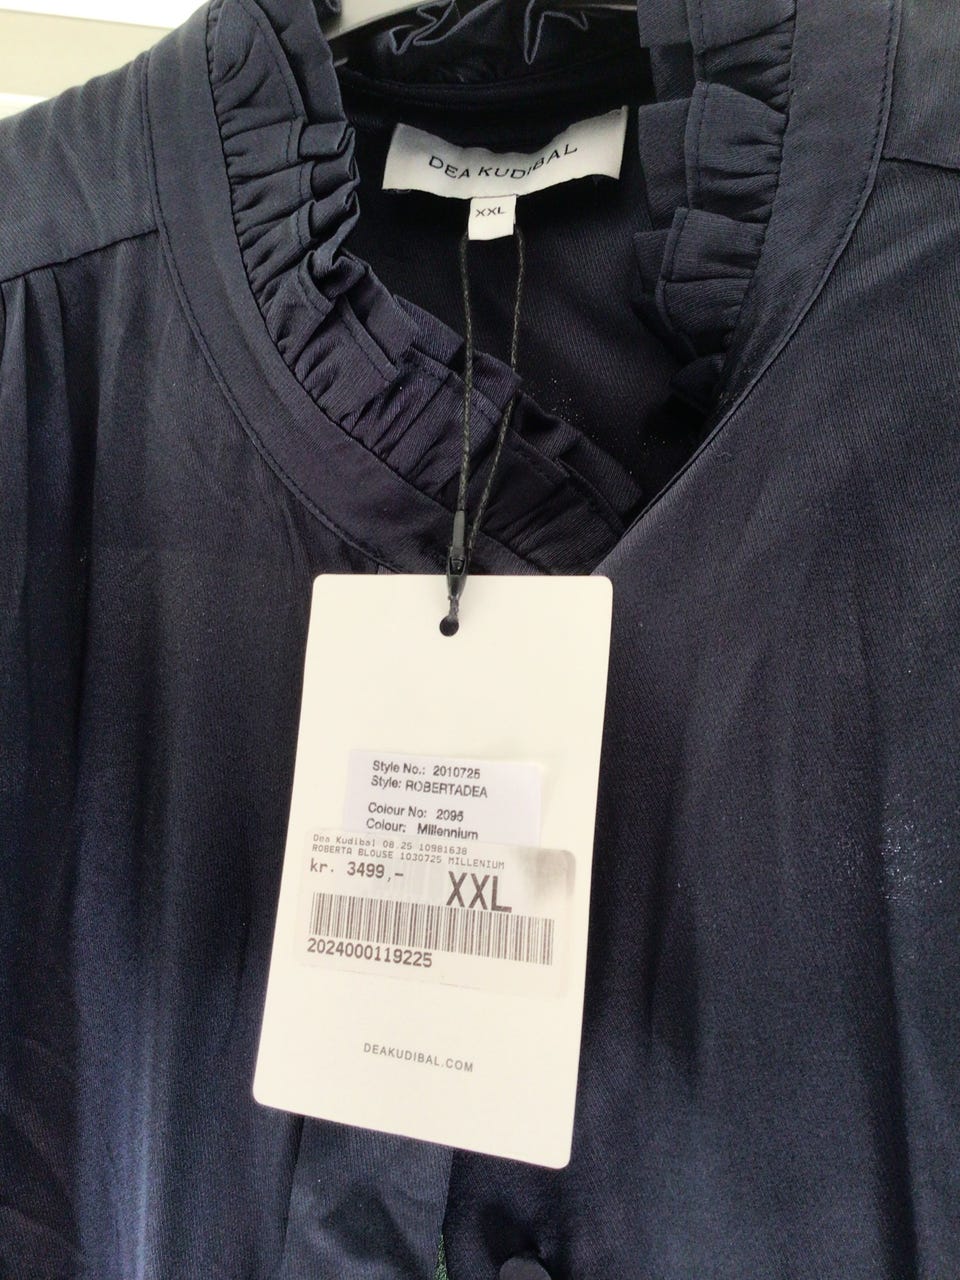 DEA KUDIBAL
XXL
Style No.: 2010725
Style: ROBERTADEA
Colour No: 2095
Colour: Millennium
Dea Kudibal 08.25 10981638
ROBERTA BLOUSE 1030725 MILLENIUM
kr. 3499,-
XXL
2024000119225
DEAKUDIBAL.COM